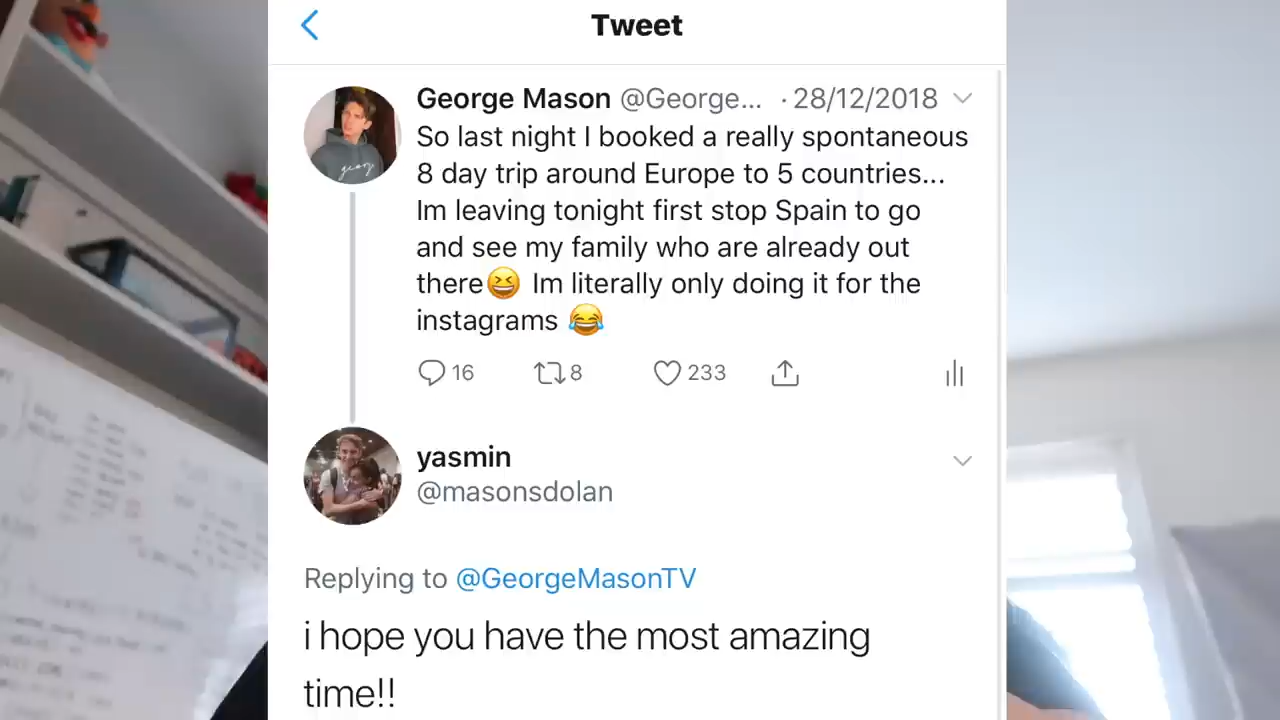 Tweet
George Mason @George... · 28/12/2018
So last night I booked a really spontaneous
8 day trip around Europe to 5 countries...
Im leaving tonight first stop Spain to go
and see my family who are already out
there😆 Im literally only doing it for the
instagrams 😂
16 8 233
yasmin
@masonsdolan
Replying to @GeorgeMasonTV
i hope you have the most amazing
time!!